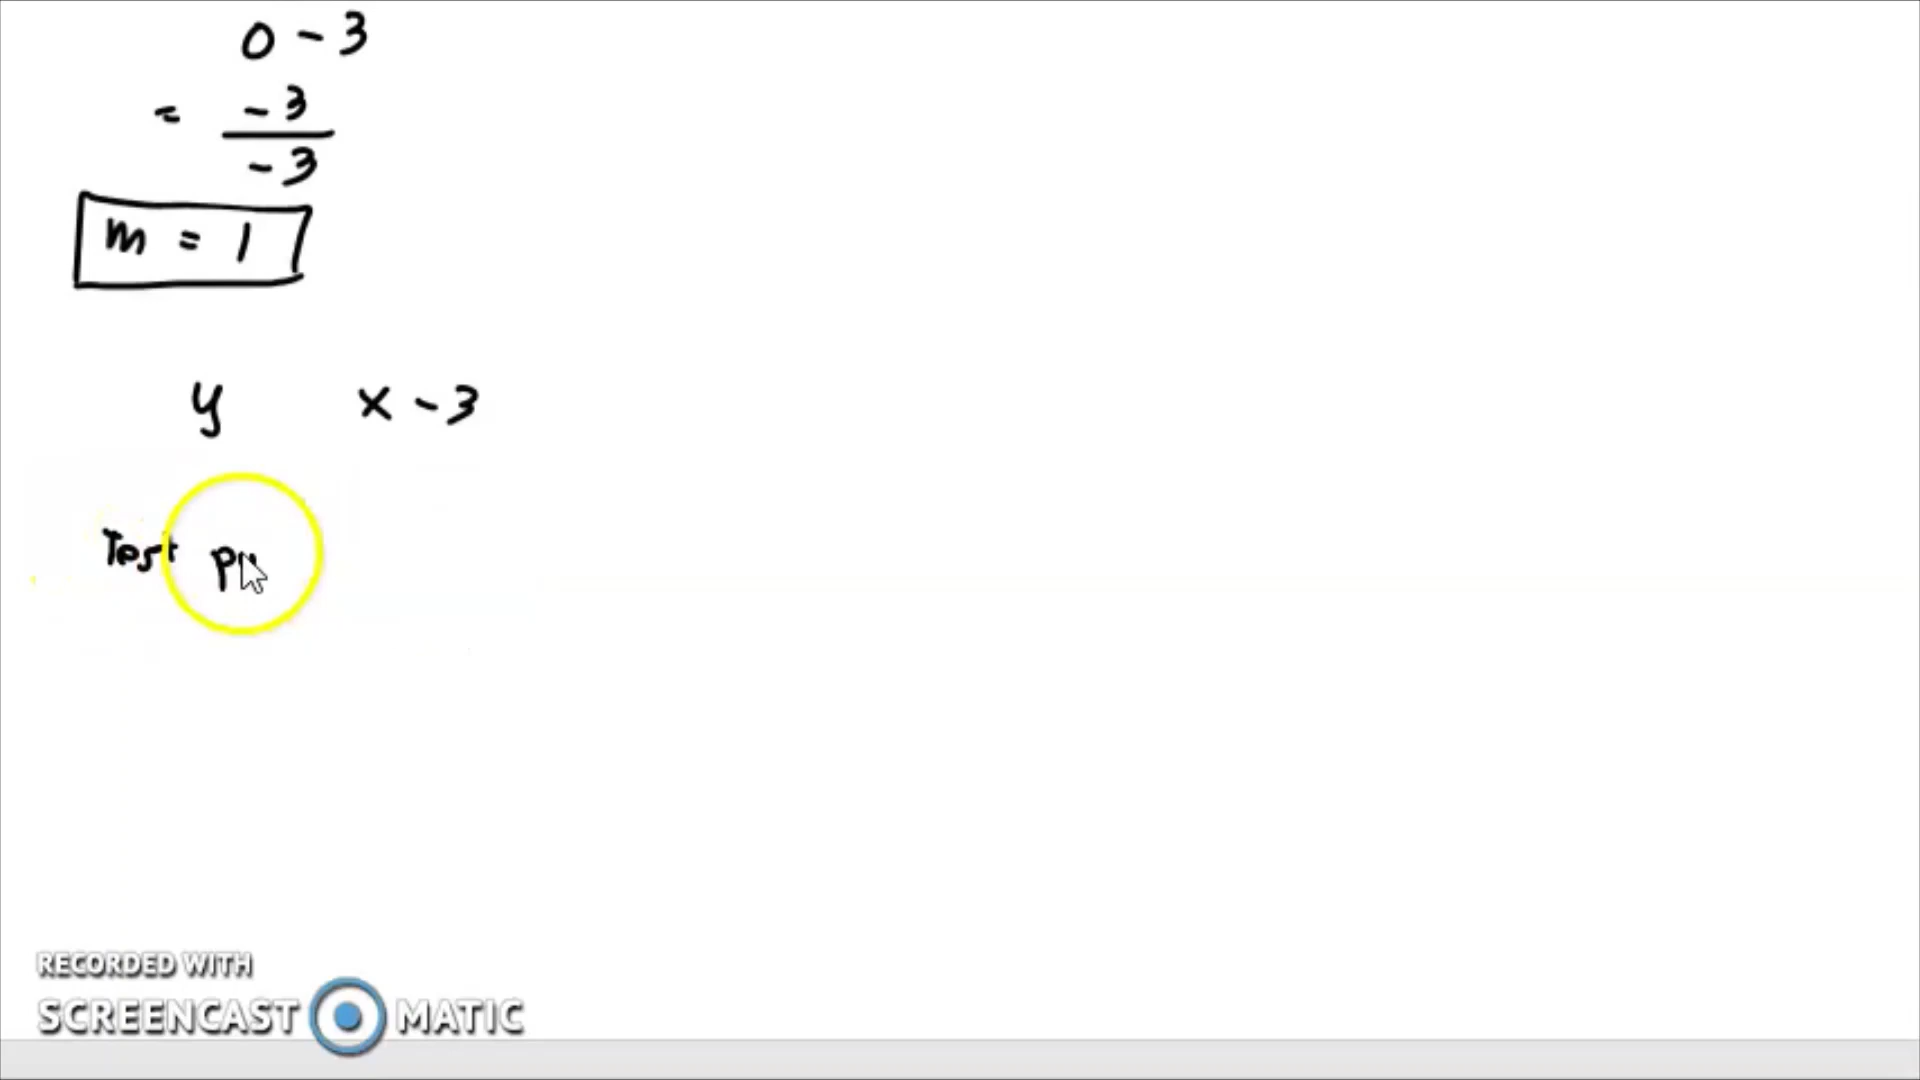 0 - 3
= - 3
- 3
m = 1
y x - 3
Test
RECORDED WITH
SCREENCAST MATIC